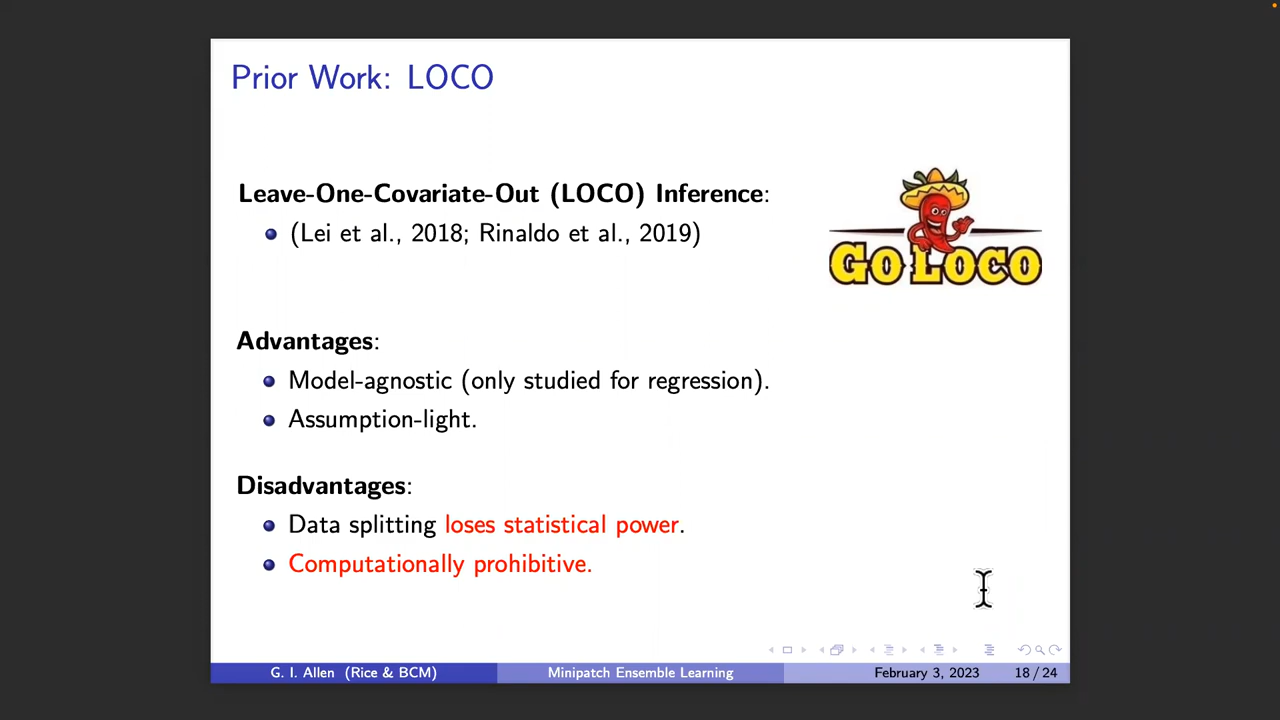 Prior Work: LOCO
Leave-One-Covariate-Out (LOCO) Inference:
(Lei et al., 2018; Rinaldo et al., 2019)
GO LOCO
Advantages:
Model-agnostic (only studied for regression).
Assumption-light.
Disadvantages:
Data splitting loses statistical power.
Computationally prohibitive.
G. I. Allen (Rice & BCM) Minipatch Ensemble Learning February 3, 2023 18 / 24